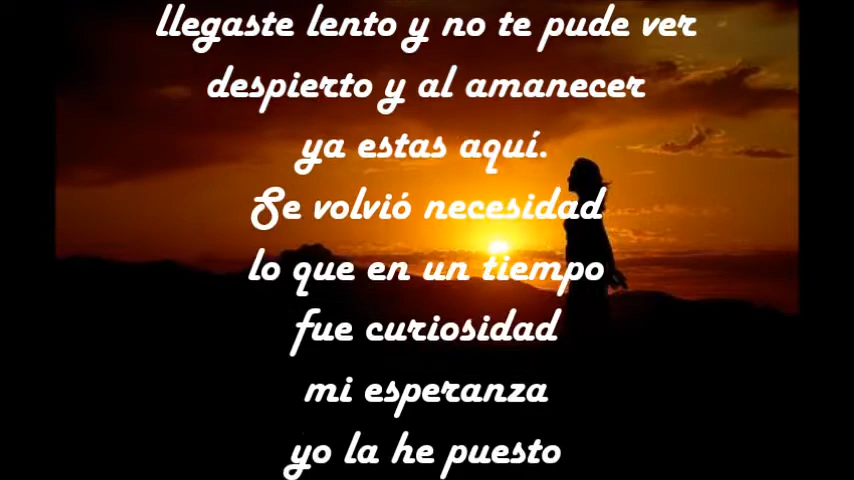 llegaste lento y no te pude ver
despierto y al amanecer
ya estas aquí.
Se volvió necesidad
lo que en un tiempo
fue curiosidad
mi esperanza
yo la he puesto